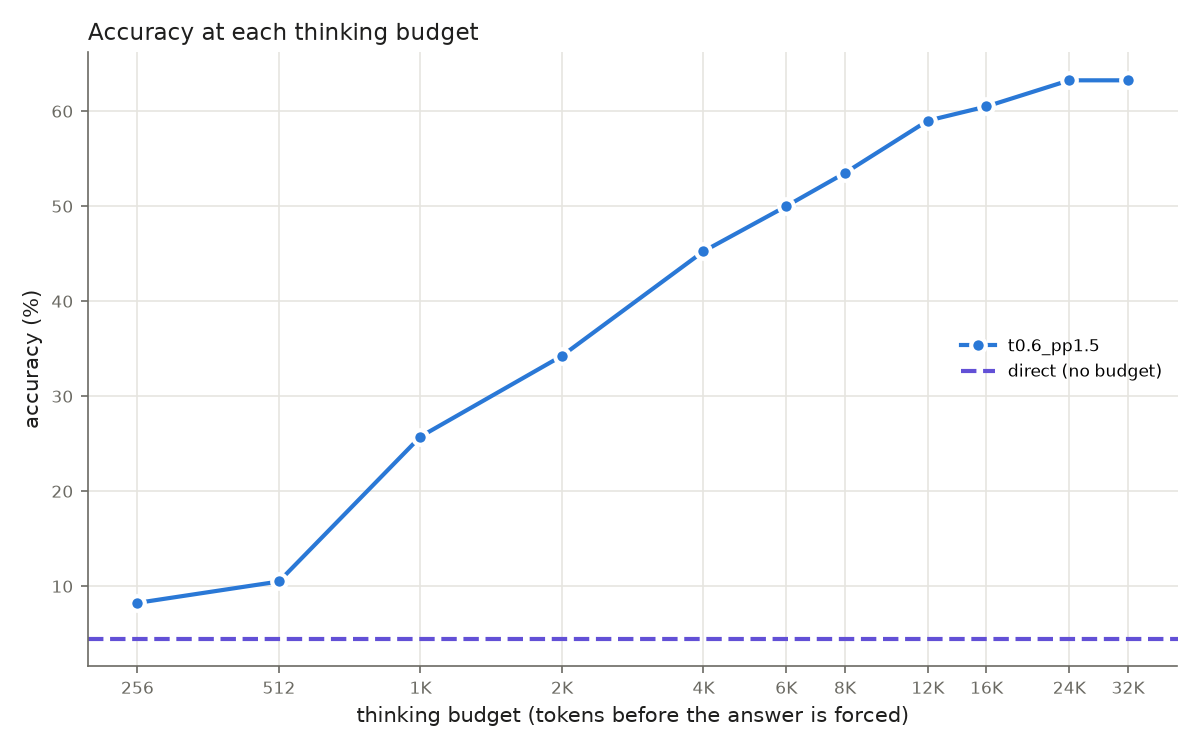 Accuracy at each thinking budget
accuracy (%)
60
50
40
30
20
10
t0.6_pp1.5
direct (no budget)
256 512 1K 2K 4K 6K 8K 12K 16K 24K 32K
thinking budget (tokens before the answer is forced)